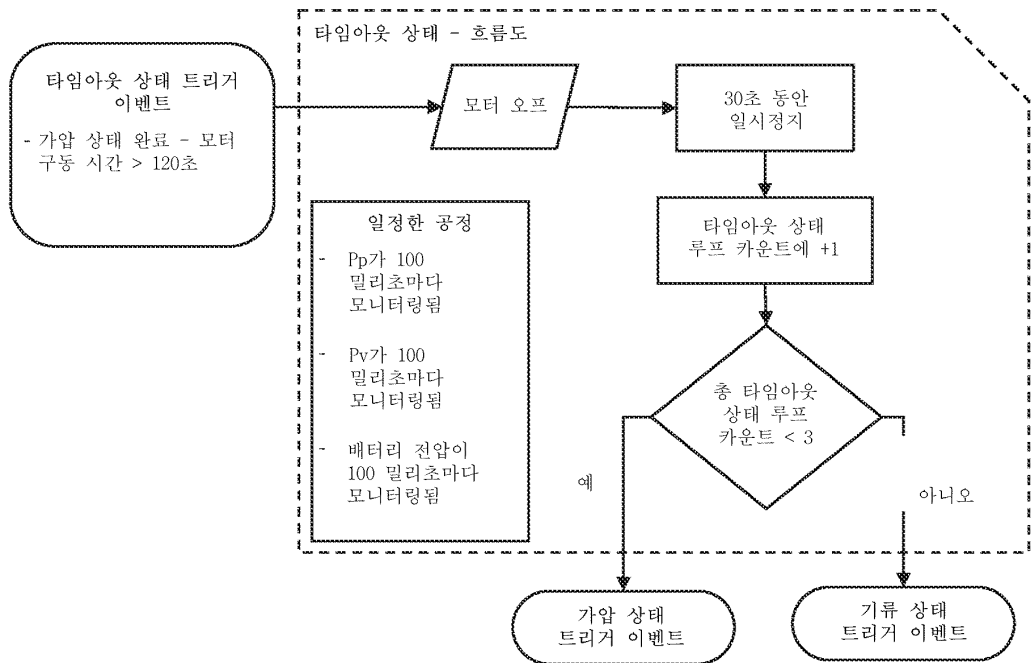 타임아웃 상태 - 흐름도
타임아웃 상태 트리거
이벤트
- 가압 상태 완료 - 모터
구동 시간 > 120초
모터 오프
30초 동안
일시정지
타임아웃 상태
루프 카운트에 +1
일정한 공정
- Pp가 100
밀리초마다
모니터링됨
- Pv가 100
밀리초마다
모니터링됨
- 배터리 전압이
100 밀리초마다
모니터링됨
총 타임아웃
상태 루프
카운트 < 3
예
아니오
가압 상태
트리거 이벤트
기류 상태
트리거 이벤트